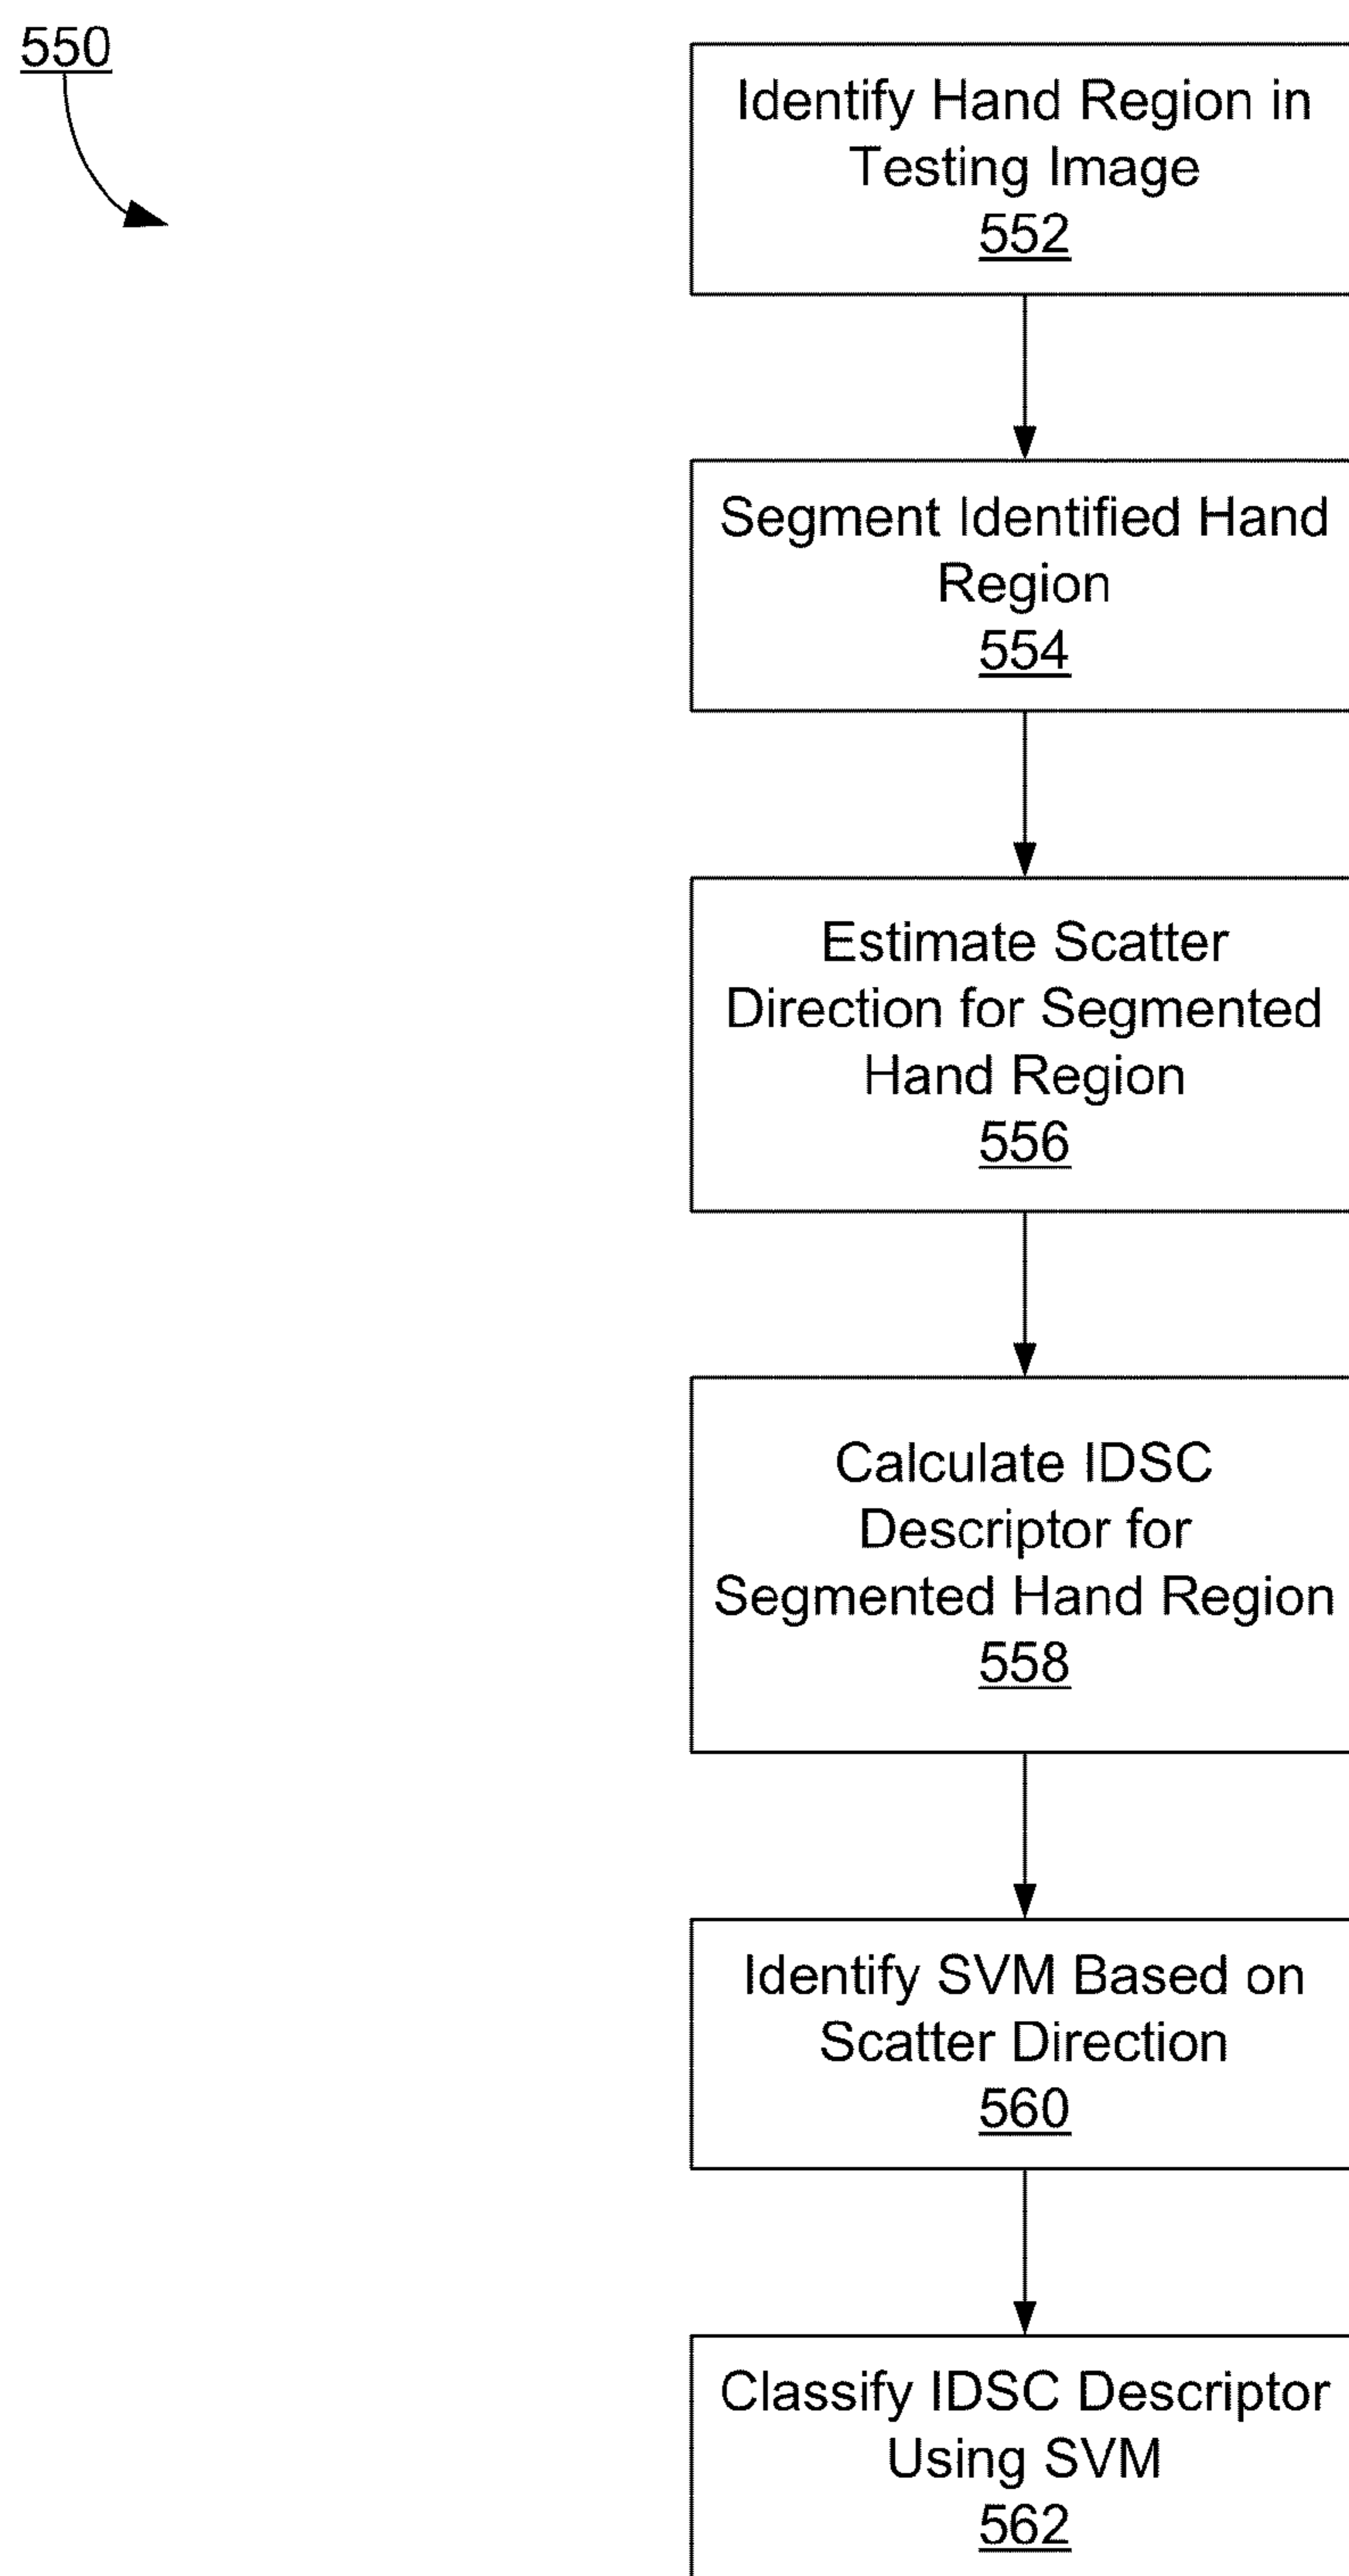 550
Identify Hand Region in
Testing Image
552
Segment Identified Hand
Region
554
Estimate Scatter
Direction for Segmented
Hand Region
556
Calculate IDSC
Descriptor for
Segmented Hand Region
558
Identify SVM Based on
Scatter Direction
560
Classify IDSC Descriptor
Using SVM
562